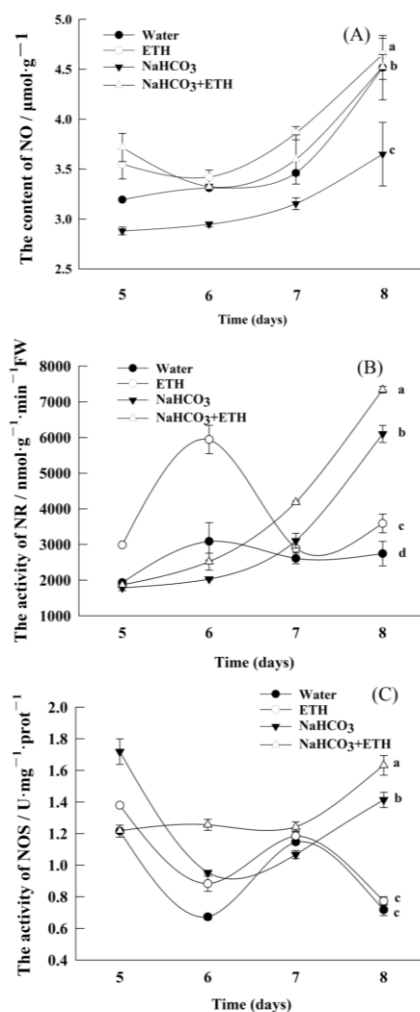 (A)
Water
ETH
NaHCO3
NaHCO3+ETH
The content of NO / μmol·g−1
5.0
4.5
4.0
3.5
3.0
2.5
a
b
c
5 6 7 8
Time (days)
(B)
Water
ETH
NaHCO3
NaHCO3+ETH
The activity of NR / nmol·g−1·min−1FW
8000
7000
6000
5000
4000
3000
2000
1000
a
b
c
d
5 6 7 8
Time (days)
(C)
Water
ETH
NaHCO3
NaHCO3+ETH
The activity of NOS / U·mg−1·prot−1
2.0
1.8
1.6
1.4
1.2
1.0
0.8
0.6
0.4
a
b
c
c
5 6 7 8
Time (days)